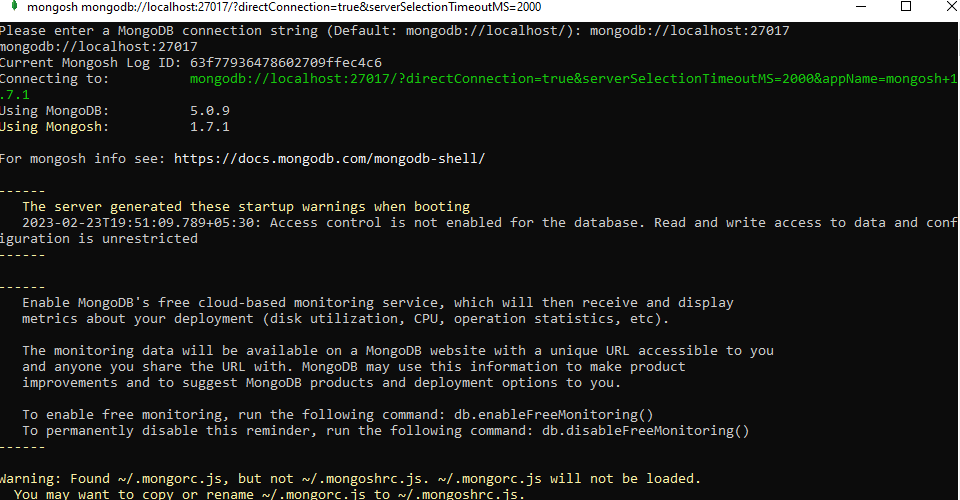 mongosh mongodb://localhost:27017/?directConnection=true&serverSelectionTimeoutMS=2000
Please enter a MongoDB connection string (Default: mongodb://localhost/): mongodb://localhost:27017
mongodb://localhost:27017
Current Mongosh Log ID: 63f77936478602709ffec4c6
Connecting to:          mongodb://localhost:27017/?directConnection=true&serverSelectionTimeoutMS=2000&appName=mongosh+1
.7.1
Using MongoDB:          5.0.9
Using Mongosh:          1.7.1
For mongosh info see: https://docs.mongodb.com/mongodb-shell/
------
   The server generated these startup warnings when booting
   2023-02-23T19:51:09.789+05:30: Access control is not enabled for the database. Read and write access to data and conf
iguration is unrestricted
------
------
   Enable MongoDB's free cloud-based monitoring service, which will then receive and display
   metrics about your deployment (disk utilization, CPU, operation statistics, etc).
   The monitoring data will be available on a MongoDB website with a unique URL accessible to you
   and anyone you share the URL with. MongoDB may use this information to make product
   improvements and to suggest MongoDB products and deployment options to you.
   To enable free monitoring, run the following command: db.enableFreeMonitoring()
   To permanently disable this reminder, run the following command: db.disableFreeMonitoring()
------
Warning: Found ~/.mongorc.js, but not ~/.mongoshrc.js. ~/.mongorc.js will not be loaded.
  You may want to copy or rename ~/.mongorc.js to ~/.mongoshrc.js.